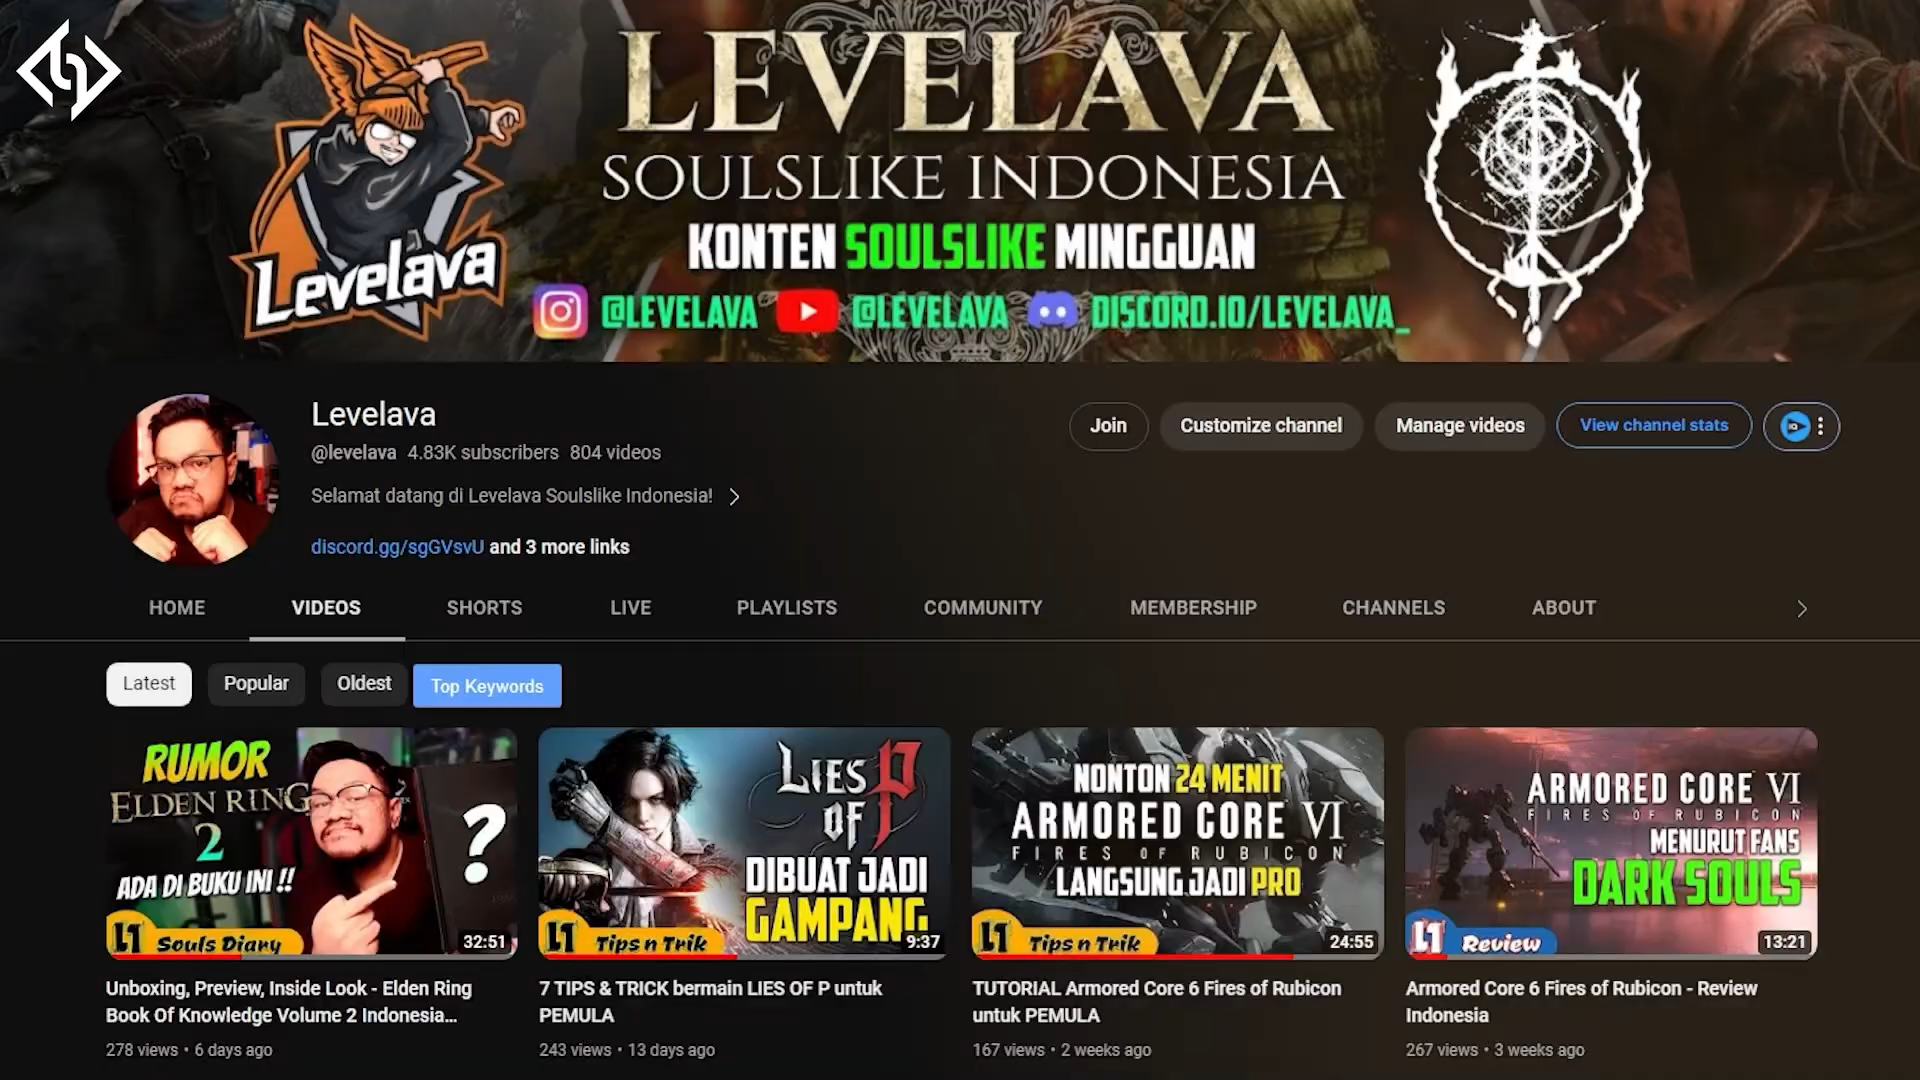 LEVELAVA
SOULSLIKE INDONESIA
KONTEN SOULSLIKE MINGGUAN
@LEVELAVA @LEVELAVA DISCORD.IO/LEVELAVA_
Levelava
Levelava
@levelava 4.83K subscribers 804 videos
Selamat datang di Levelava Soulslike Indonesia!
discord.gg/sgGVsvU and 3 more links
Join Customize channel Manage videos View channel stats
HOME VIDEOS SHORTS LIVE PLAYLISTS COMMUNITY MEMBERSHIP CHANNELS ABOUT
Latest Popular Oldest Top Keywords
RUMOR
ELDEN RING
2
ADA DI BUKU INI !!
?
L1 Souls Diary
32:51
LIES
OF P
DIBUAT JADI
GAMPANG
L1 Tips n Trik
9:37
NONTON 24 MENIT
ARMORED CORE VI
FIRES OF RUBICON
LANGSUNG JADI PRO
L1 Tips n Trik
24:55
ARMORED CORE VI
FIRES OF RUBICON
MENURUT FANS
DARK SOULS
L1 Review
13:21
Unboxing, Preview, Inside Look - Elden Ring
Book Of Knowledge Volume 2 Indonesia...
278 views • 6 days ago
7 TIPS & TRICK bermain LIES OF P untuk
PEMULA
243 views • 13 days ago
TUTORIAL Armored Core 6 Fires of Rubicon
untuk PEMULA
167 views • 2 weeks ago
Armored Core 6 Fires of Rubicon - Review
Indonesia
267 views • 3 weeks ago